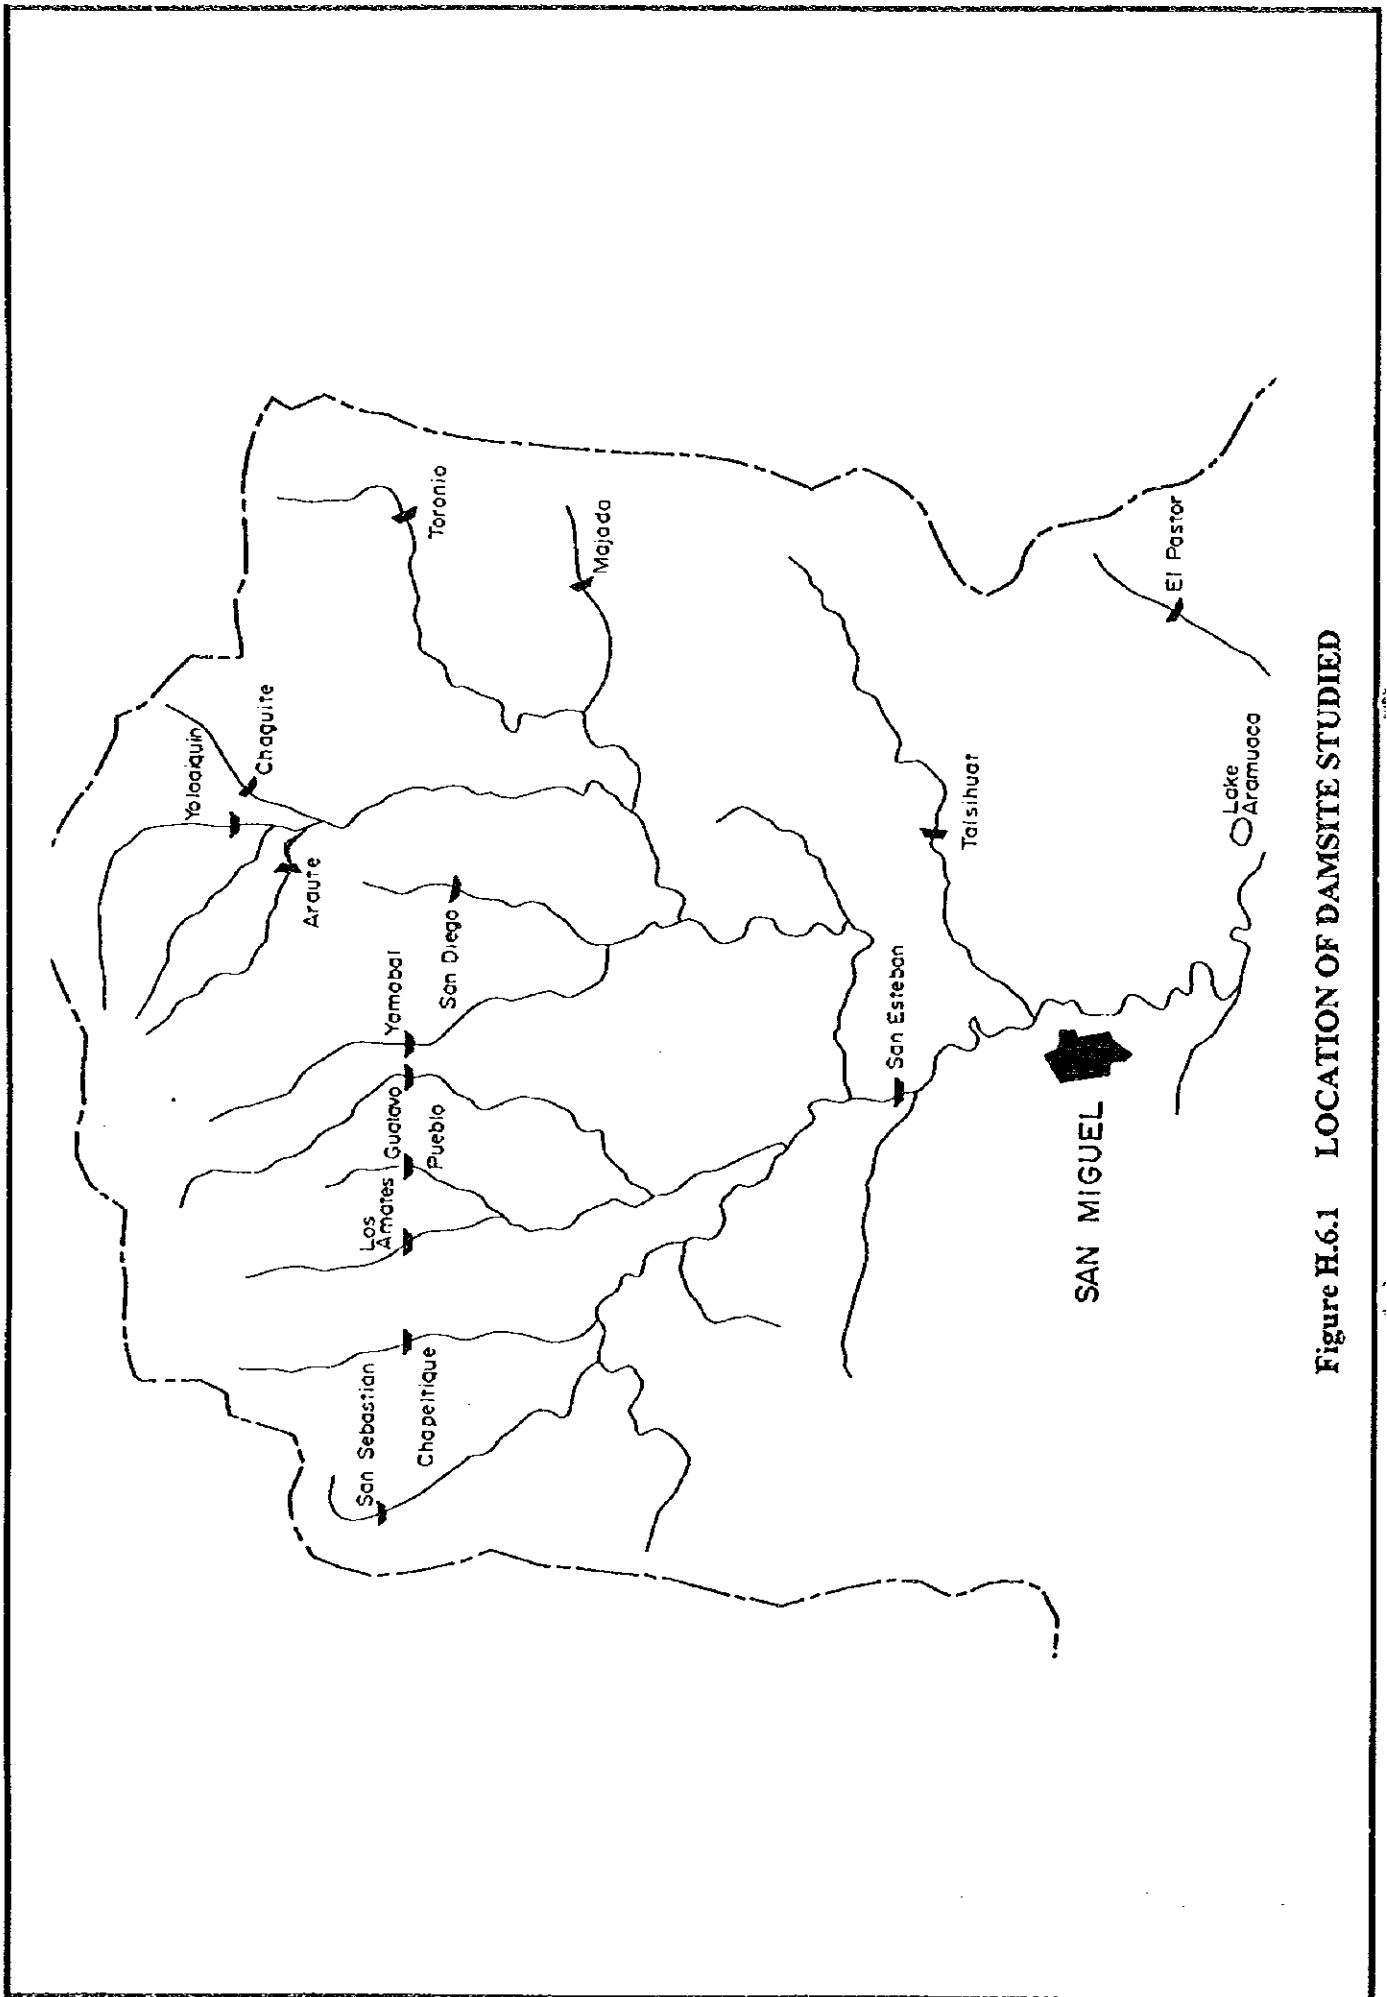 Yoloaiquin
Chaguite
Araute
San Sebastian
Los
Amates
Gualavo
Yamabal
Chapeltique
Pueblo
Toronio
San Diego
Majada
San Esteban
Talsihuat
SAN MIGUEL
El Pastor
Lake
Aramuaca
Figure H.6.1 LOCATION OF DAMSITE STUDIED